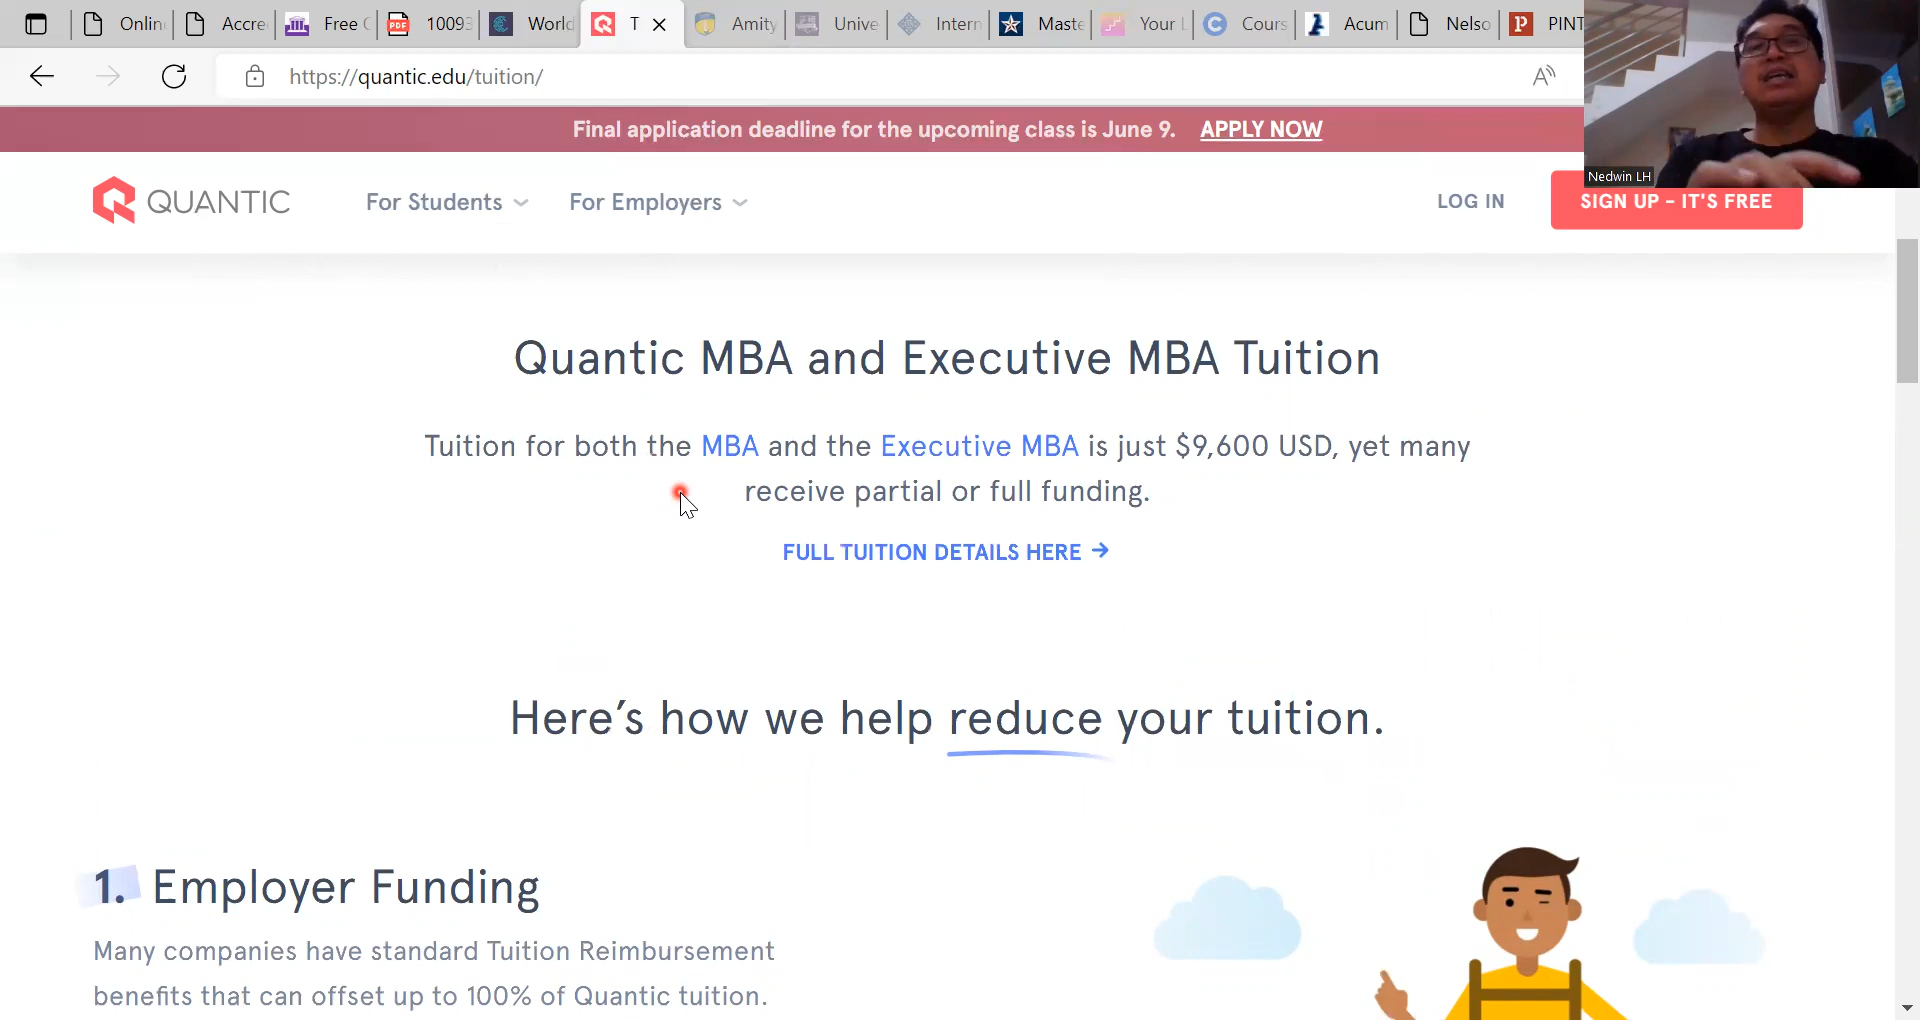 Onlin
Accre
Free C
PDF
10093
World
T
Amity
Unive
Intern
Maste
Your L
Cours
Acum
Nelso
PINT
https://quantic.edu/tuition/
Final application deadline for the upcoming class is June 9. APPLY NOW
Nedwin LH
QUANTIC
For Students
For Employers
LOG IN
SIGN UP - IT'S FREE
Quantic MBA and Executive MBA Tuition
Tuition for both the MBA and the Executive MBA is just $9,600 USD, yet many
receive partial or full funding.
FULL TUITION DETAILS HERE →
Here's how we help reduce your tuition.
1. Employer Funding
Many companies have standard Tuition Reimbursement
benefits that can offset up to 100% of Quantic tuition.